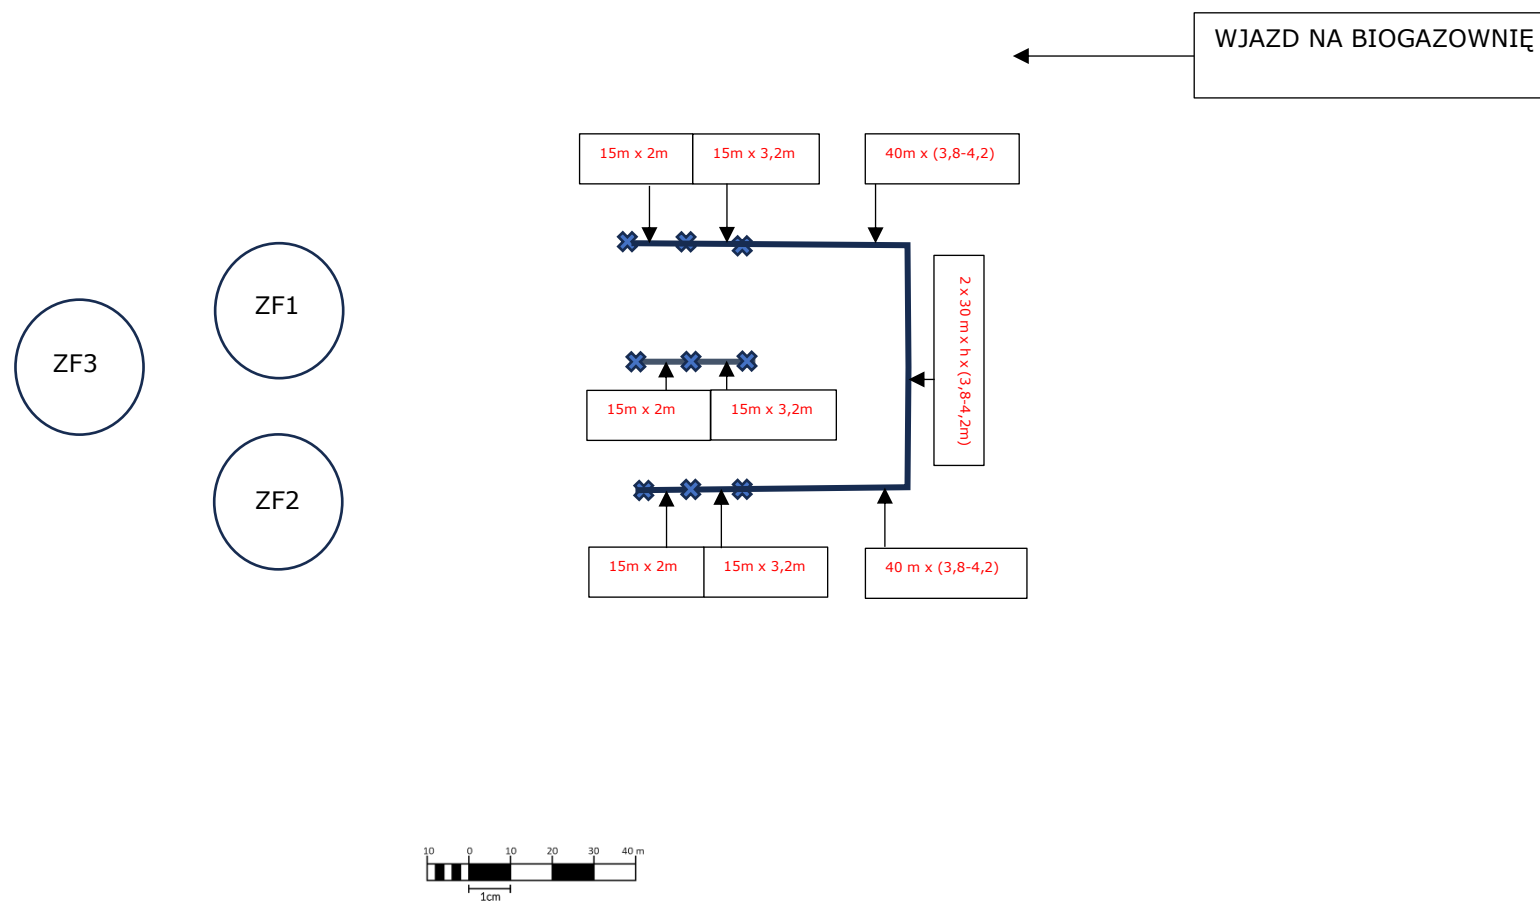 WJAZD NA BIOGAZOWNIĘ
15m x 2m
15m x 3,2m
40m x (3,8-4,2)
2 x 30 m x h x (3,8-4,2m)
ZF1
ZF3
15m x 2m
15m x 3,2m
ZF2
15m x 2m
15m x 3,2m
40 m x (3,8-4,2)
10 0 10 20 30 40 m
1cm